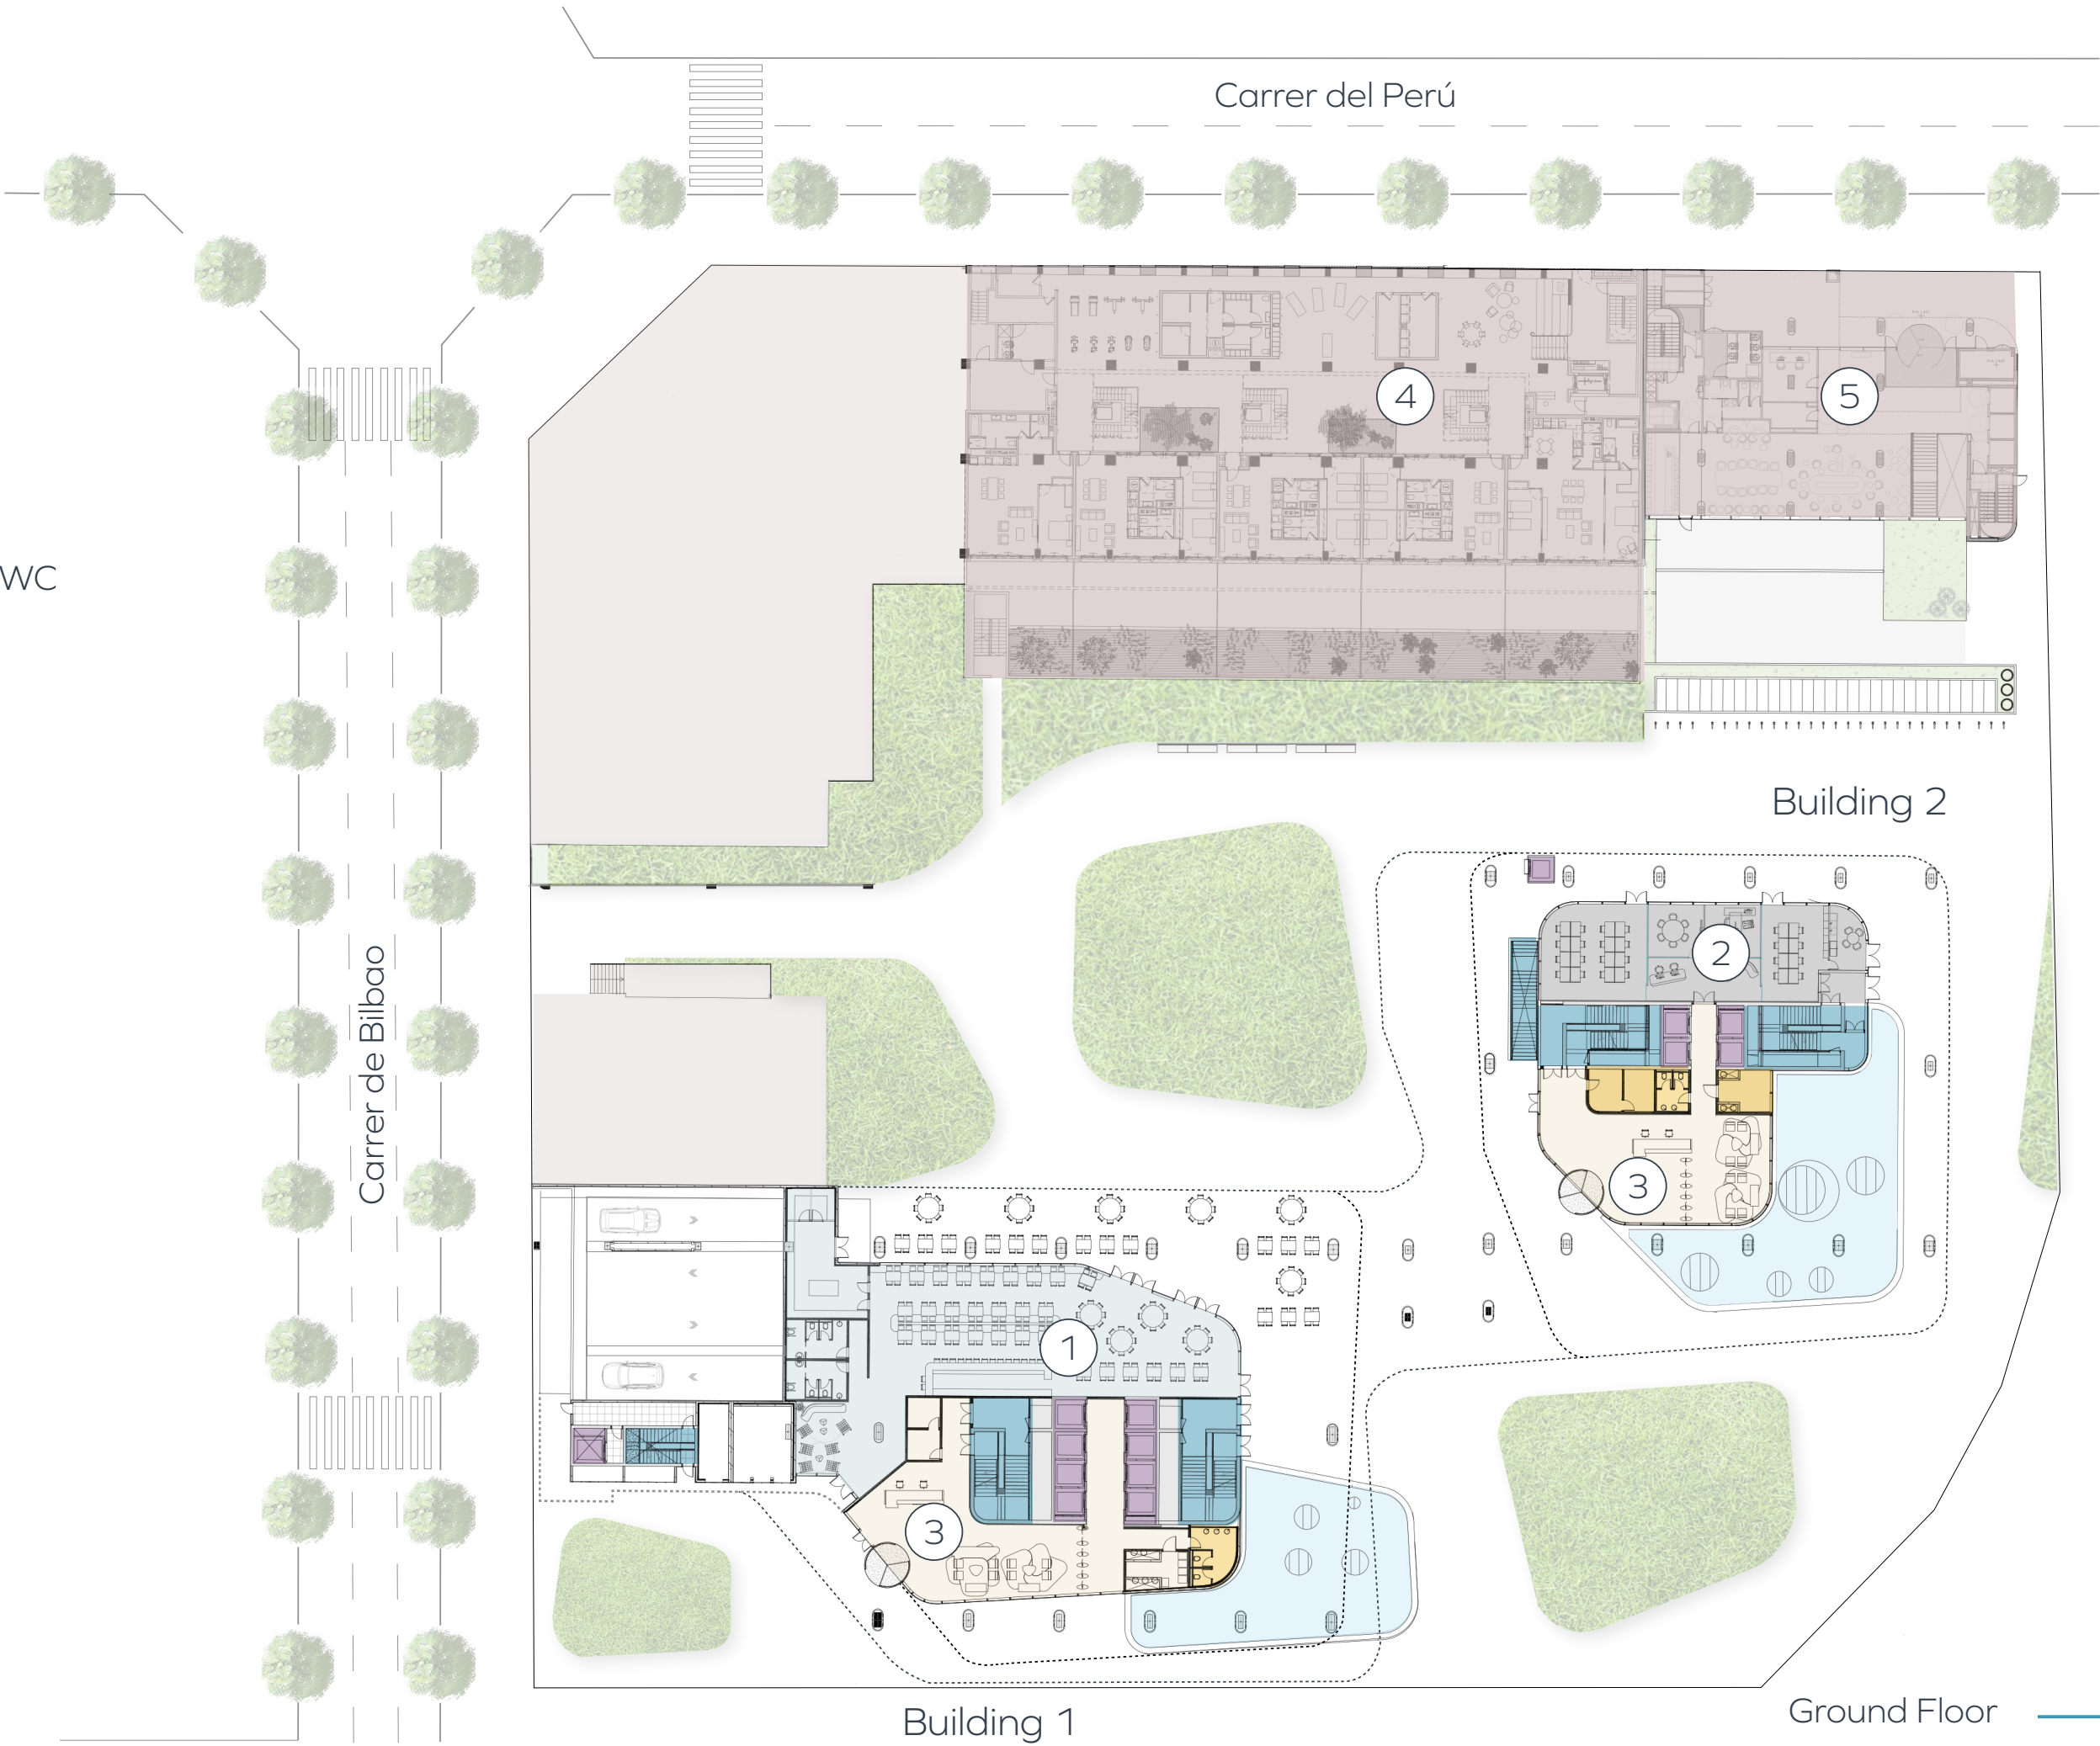 Carrer del Perú
4
5
WC
Building 2
2
Carrer de Bilbao
3
1
3
Ground Floor
Building 1